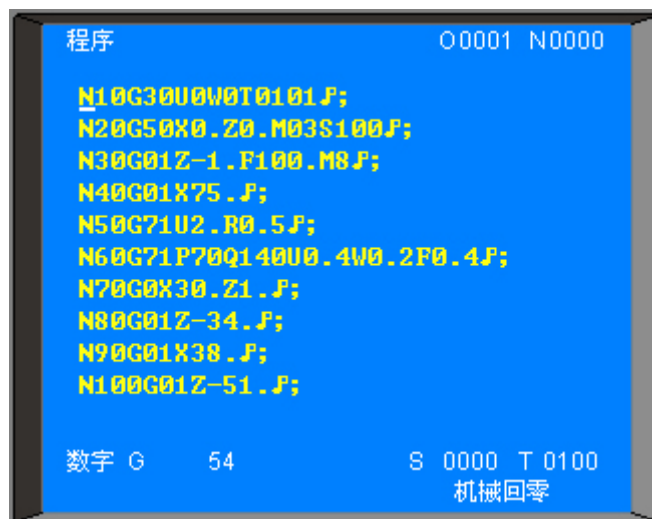 程序 O0001 N0000
N10G30U0W0T0101♪;
N20G50X0.Z0.M03S100♪;
N30G01Z-1.F100.M8♪;
N40G01X75.♪;
N50G71U2.R0.5♪;
N60G71P70Q140U0.4W0.2F0.4♪;
N70G0X30.Z1.♪;
N80G01Z-34.♪;
N90G01X38.♪;
N100G01Z-51.♪;
数字 G 54 S 0000 T 0100
机械回零